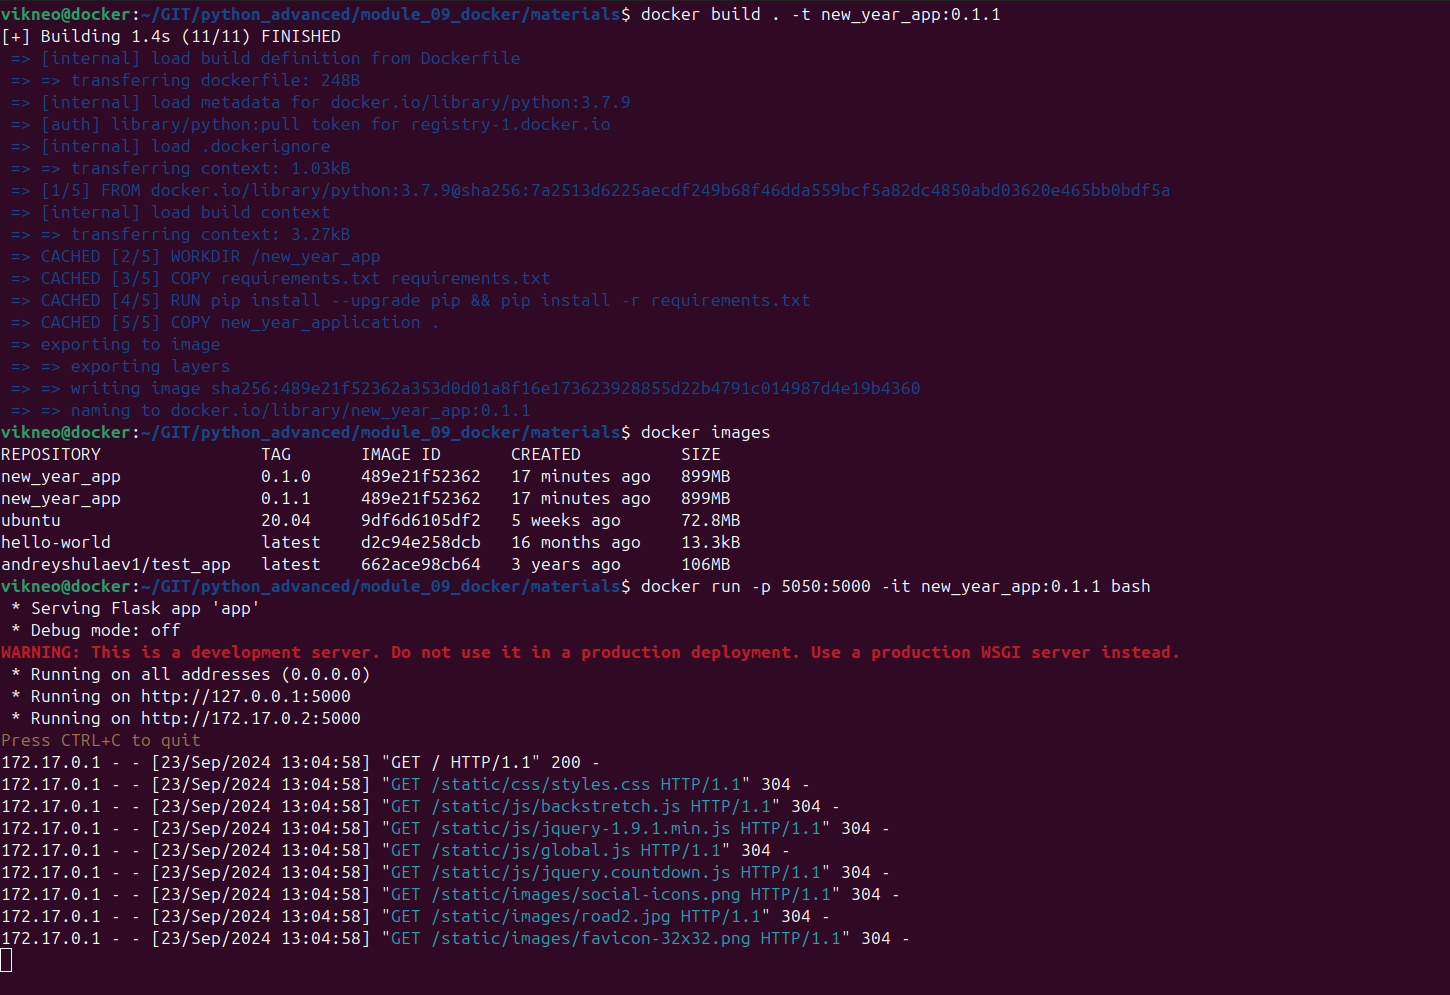 vikneo@docker:~/GIT/python_advanced/module_09_docker/materials$ docker build . -t new_year_app:0.1.1
[+] Building 1.4s (11/11) FINISHED
=> [internal] load build definition from Dockerfile
=> => transferring dockerfile: 248B
=> [internal] load metadata for docker.io/library/python:3.7.9
=> [auth] library/python:pull token for registry-1.docker.io
=> [internal] load .dockerignore
=> => transferring context: 1.03kB
=> [1/5] FROM docker.io/library/python:3.7.9@sha256:7a2513d6225aecdf249b68f46dda559bcf5a82dc4850abd03620e465bb0bdf5a
=> [internal] load build context
=> => transferring context: 3.27kB
=> CACHED [2/5] WORKDIR /new_year_app
=> CACHED [3/5] COPY requirements.txt requirements.txt
=> CACHED [4/5] RUN pip install --upgrade pip && pip install -r requirements.txt
=> CACHED [5/5] COPY new_year_application .
=> exporting to image
=> => exporting layers
=> => writing image sha256:489e21f52362a353d0d01a8f16e173623928855d22b4791c014987d4e19b4360
=> => naming to docker.io/library/new_year_app:0.1.1
vikneo@docker:~/GIT/python_advanced/module_09_docker/materials$ docker images
REPOSITORY TAG IMAGE ID CREATED SIZE
new_year_app 0.1.0 489e21f52362 17 minutes ago 899MB
new_year_app 0.1.1 489e21f52362 17 minutes ago 899MB
ubuntu 20.04 9df6d6105df2 5 weeks ago 72.8MB
hello-world latest d2c94e258dcb 16 months ago 13.3kB
andreyshulaev1/test_app latest 662ace98cb64 3 years ago 106MB
vikneo@docker:~/GIT/python_advanced/module_09_docker/materials$ docker run -p 5050:5000 -it new_year_app:0.1.1 bash
* Serving Flask app 'app'
* Debug mode: off
WARNING: This is a development server. Do not use it in a production deployment. Use a production WSGI server instead.
* Running on all addresses (0.0.0.0)
* Running on http://127.0.0.1:5000
* Running on http://172.17.0.2:5000
Press CTRL+C to quit
172.17.0.1 - - [23/Sep/2024 13:04:58] "GET / HTTP/1.1" 200 -
172.17.0.1 - - [23/Sep/2024 13:04:58] "GET /static/css/styles.css HTTP/1.1" 304 -
172.17.0.1 - - [23/Sep/2024 13:04:58] "GET /static/js/backstretch.js HTTP/1.1" 304 -
172.17.0.1 - - [23/Sep/2024 13:04:58] "GET /static/js/jquery-1.9.1.min.js HTTP/1.1" 304 -
172.17.0.1 - - [23/Sep/2024 13:04:58] "GET /static/js/global.js HTTP/1.1" 304 -
172.17.0.1 - - [23/Sep/2024 13:04:58] "GET /static/js/jquery.countdown.js HTTP/1.1" 304 -
172.17.0.1 - - [23/Sep/2024 13:04:58] "GET /static/images/social-icons.png HTTP/1.1" 304 -
172.17.0.1 - - [23/Sep/2024 13:04:58] "GET /static/images/road2.jpg HTTP/1.1" 304 -
172.17.0.1 - - [23/Sep/2024 13:04:58] "GET /static/images/favicon-32x32.png HTTP/1.1" 304 -